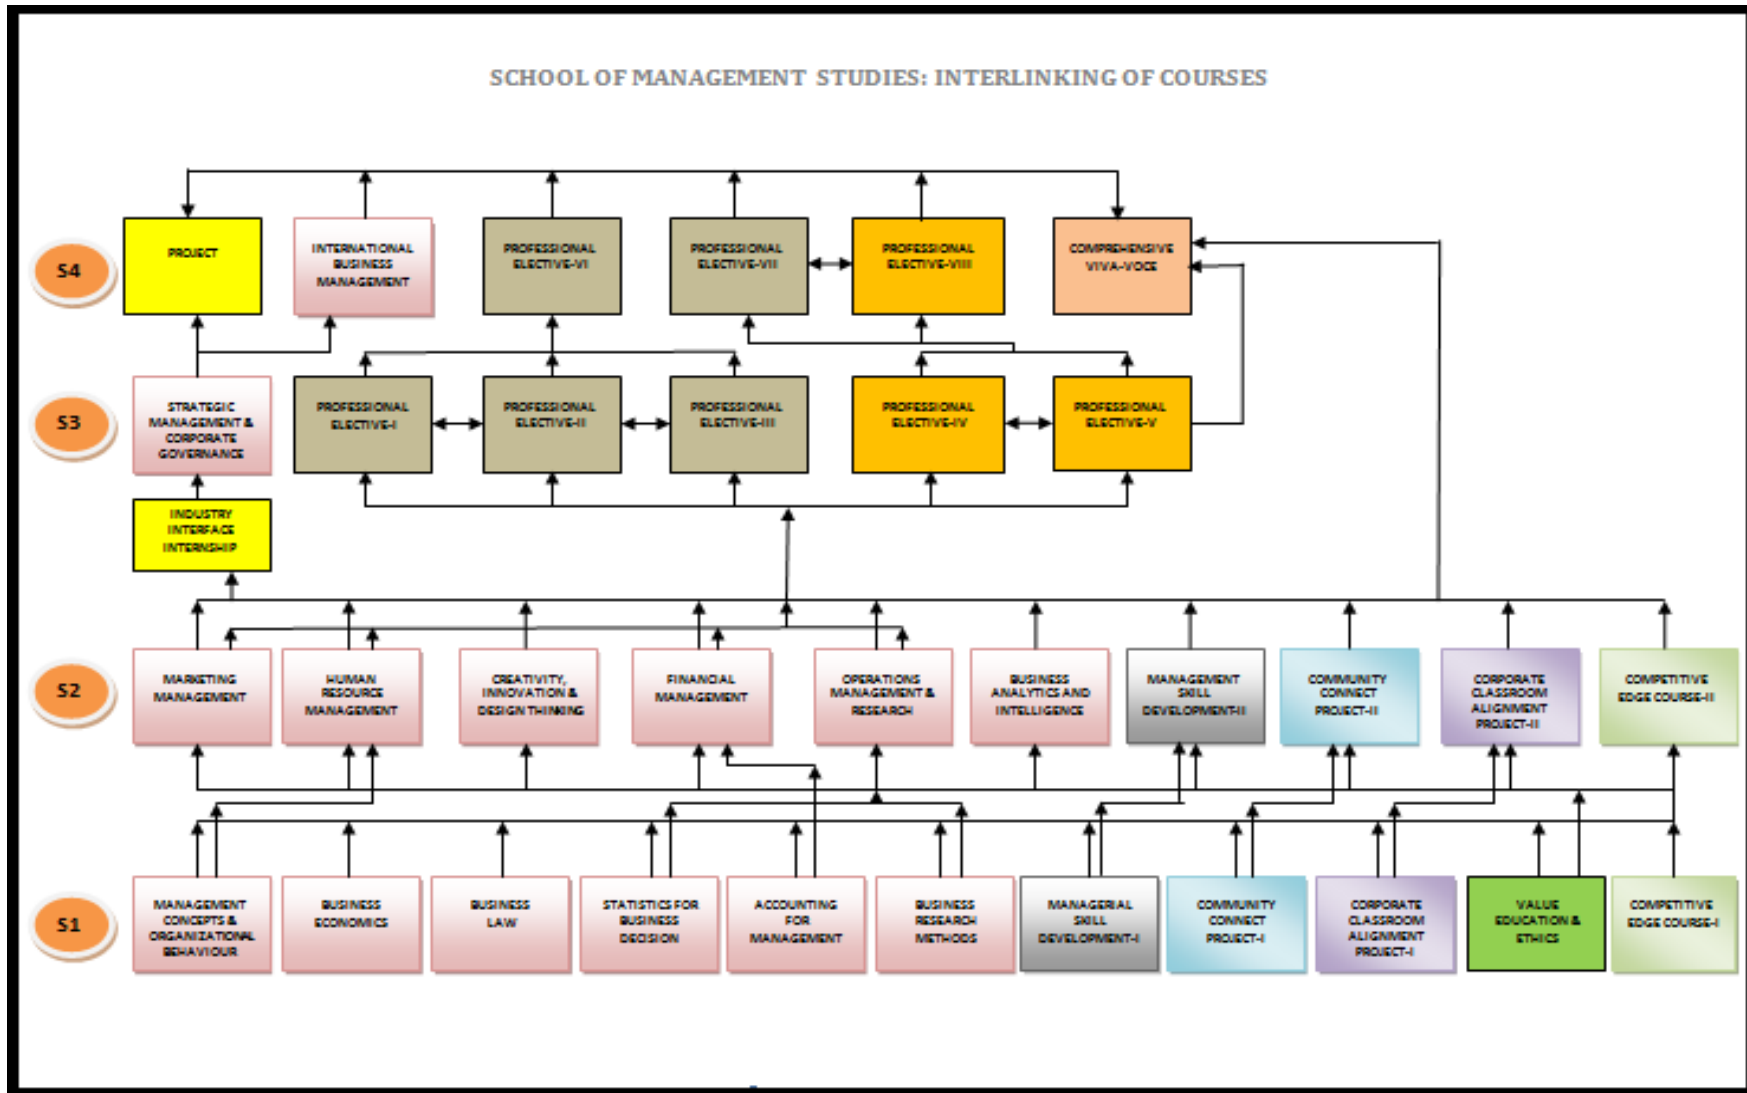 SCHOOL OF MANAGEMENT STUDIES: INTERLINKING OF COURSES
S4
PROJECT
INTERNATIONAL
BUSINESS
MANAGEMENT
PROFESSIONAL
ELECTIVE-VI
PROFESSIONAL
ELECTIVE-VII
PROFESSIONAL
ELECTIVE-VIII
COMPREHENSIVE
VIVA-VOCE
S3
STRATEGIC
MANAGEMENT &
CORPORATE
GOVERNANCE
PROFESSIONAL
ELECTIVE-I
PROFESSIONAL
ELECTIVE-II
PROFESSIONAL
ELECTIVE-III
PROFESSIONAL
ELECTIVE-IV
PROFESSIONAL
ELECTIVE-V
INDUSTRY
INTERFACE
INTERNSHIP
S2
MARKETING
MANAGEMENT
HUMAN
RESOURCE
MANAGEMENT
CREATIVITY,
INNOVATION &
DESIGN THINKING
FINANCIAL
MANAGEMENT
OPERATIONS
MANAGEMENT &
RESEARCH
BUSINESS
ANALYTICS AND
INTELLIGENCE
MANAGEMENT
SKILL
DEVELOPMENT-II
COMMUNITY
CONNECT
PROJECT-II
CORPORATE
CLASSROOM
ALIGNMENT
PROJECT-II
COMPETITIVE
EDGE COURSE-II
S1
MANAGEMENT
CONCEPTS &
ORGANIZATIONAL
BEHAVIOUR
BUSINESS
ECONOMICS
BUSINESS
LAW
STATISTICS FOR
BUSINESS
DECISION
ACCOUNTING
FOR
MANAGEMENT
BUSINESS
RESEARCH
METHODS
MANAGERIAL
SKILL
DEVELOPMENT-I
COMMUNITY
CONNECT
PROJECT-I
CORPORATE
CLASSROOM
ALIGNMENT
PROJECT-I
VALUE
EDUCATION &
ETHICS
COMPETITIVE
EDGE COURSE-I